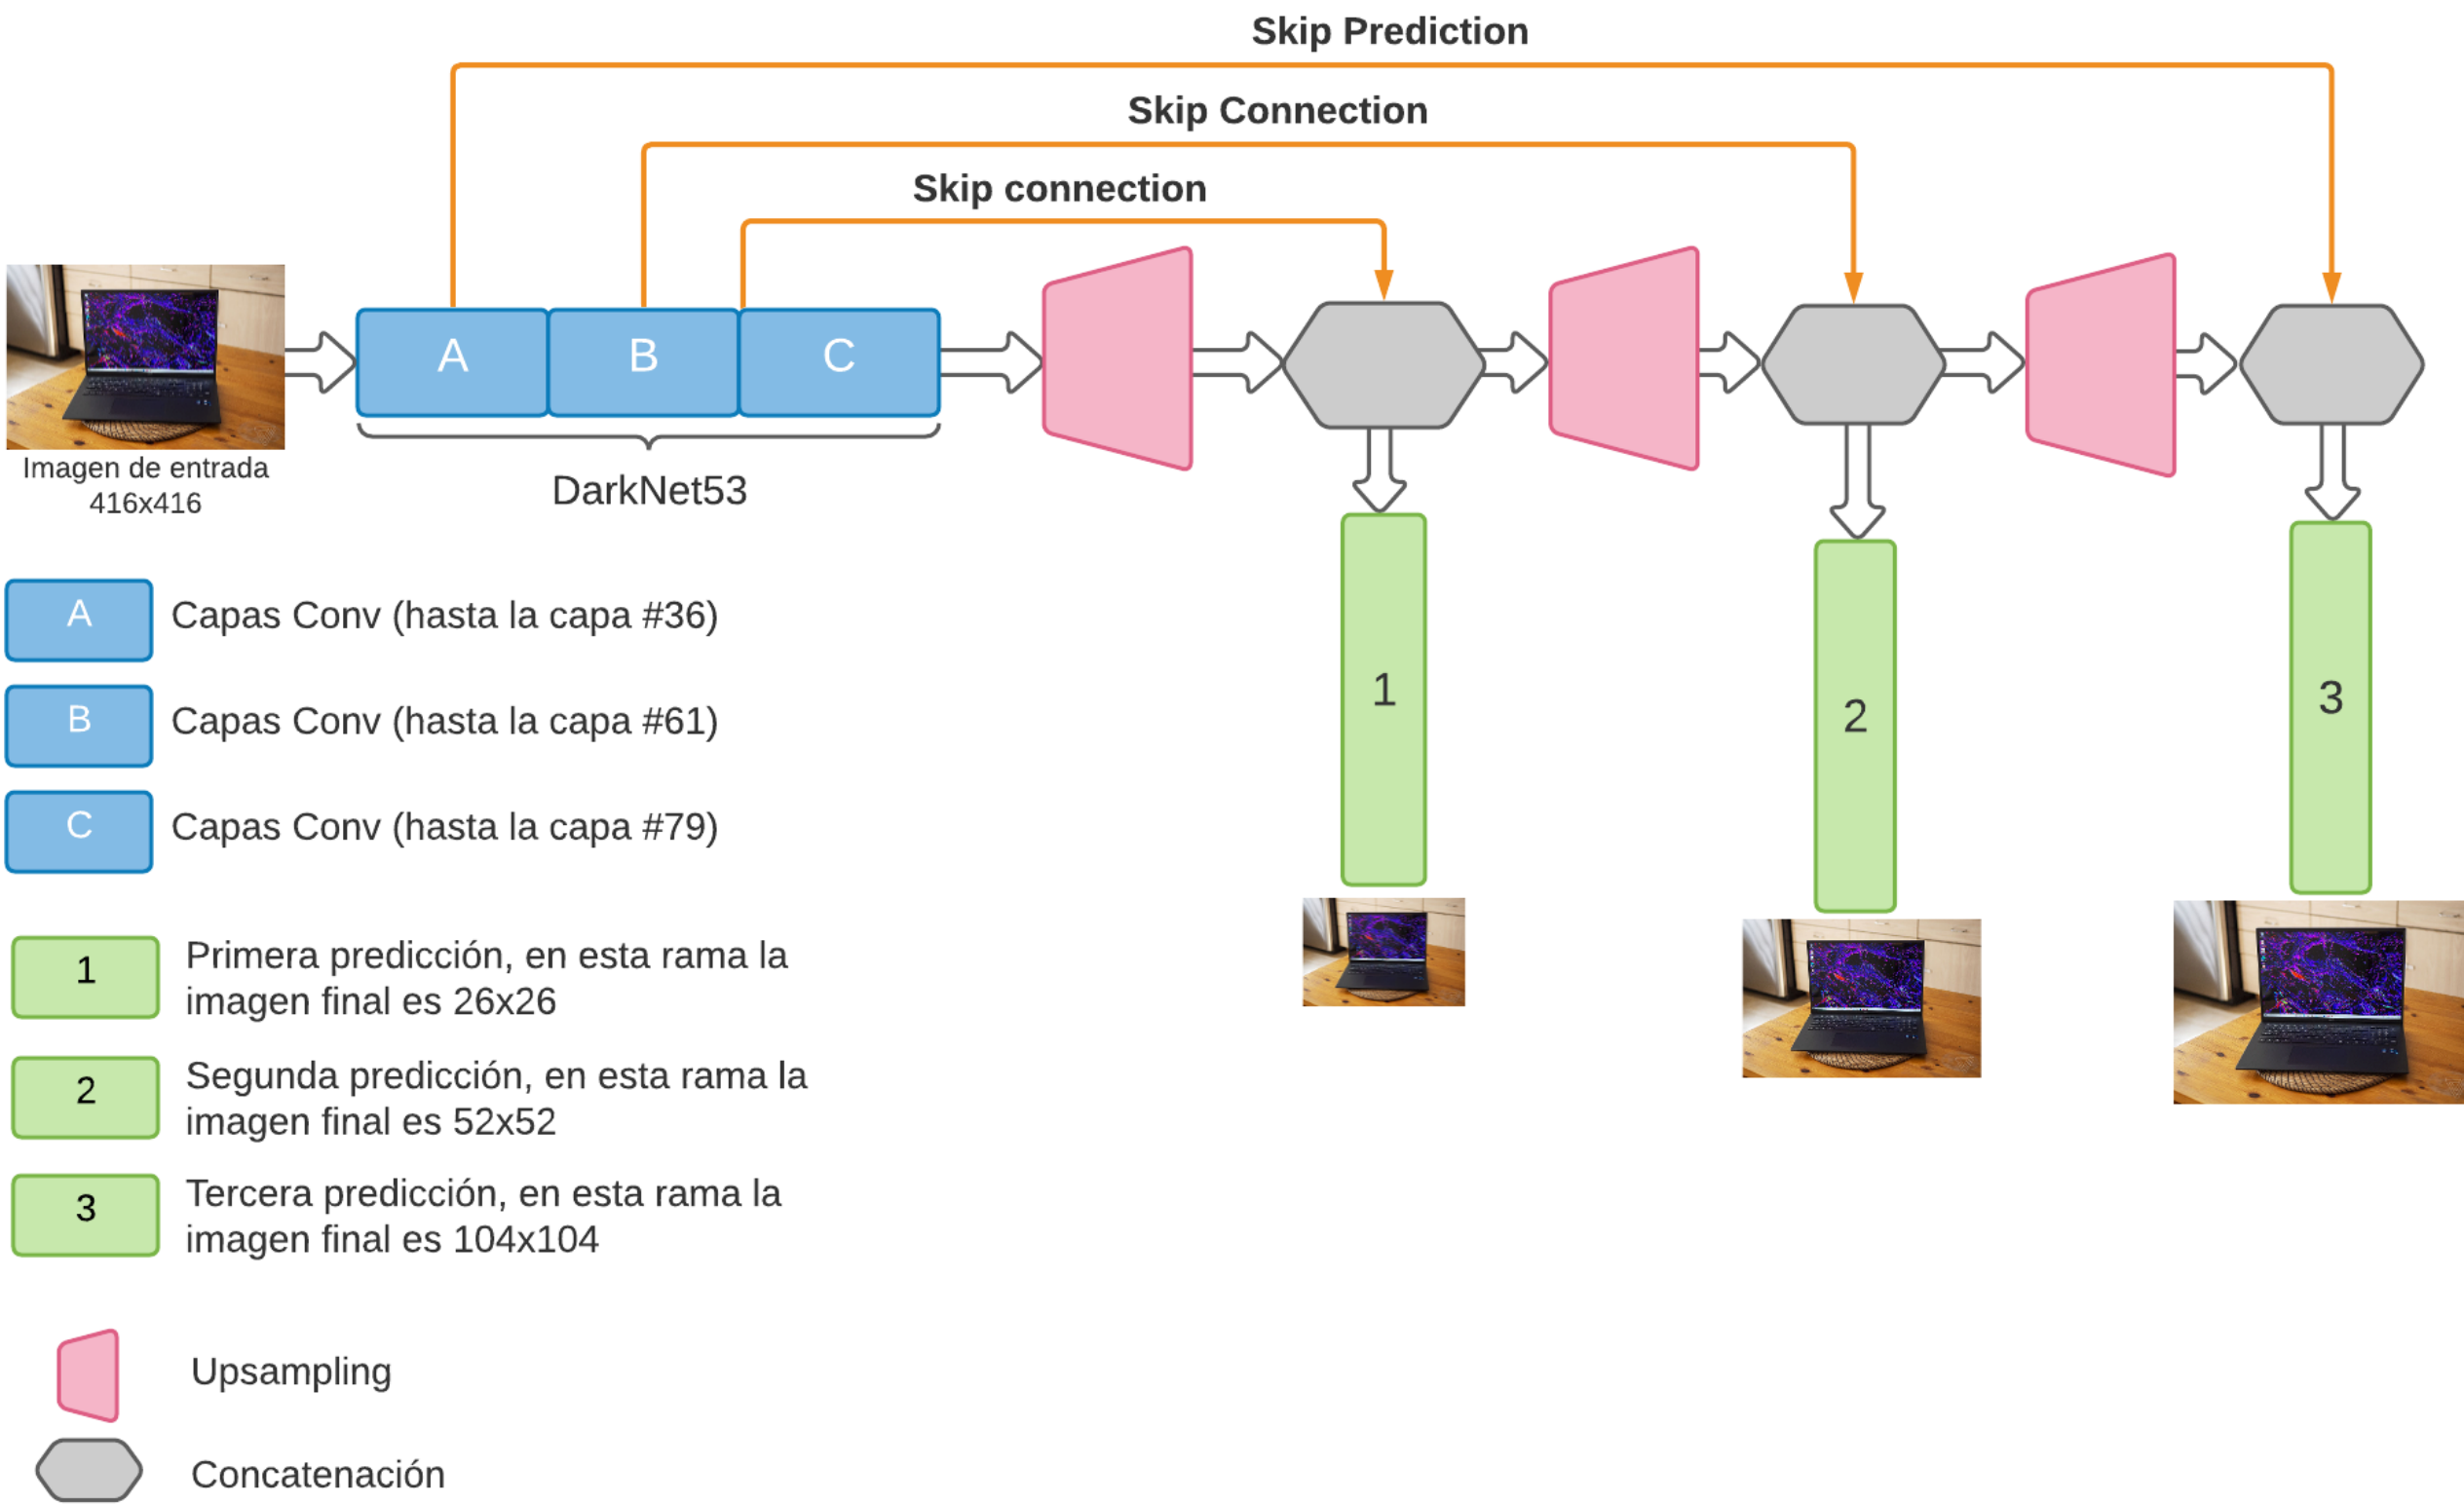 Skip Prediction
Skip Connection
Skip connection
A
B
C
Imagen de entrada
416x416
DarkNet53
A
Capas Conv (hasta la capa #36)
B
Capas Conv (hasta la capa #61)
C
Capas Conv (hasta la capa #79)
1
2
3
1
Primera predicción, en esta rama la
imagen final es 26x26
2
Segunda predicción, en esta rama la
imagen final es 52x52
3
Tercera predicción, en esta rama la
imagen final es 104x104
Upsampling
Concatenación